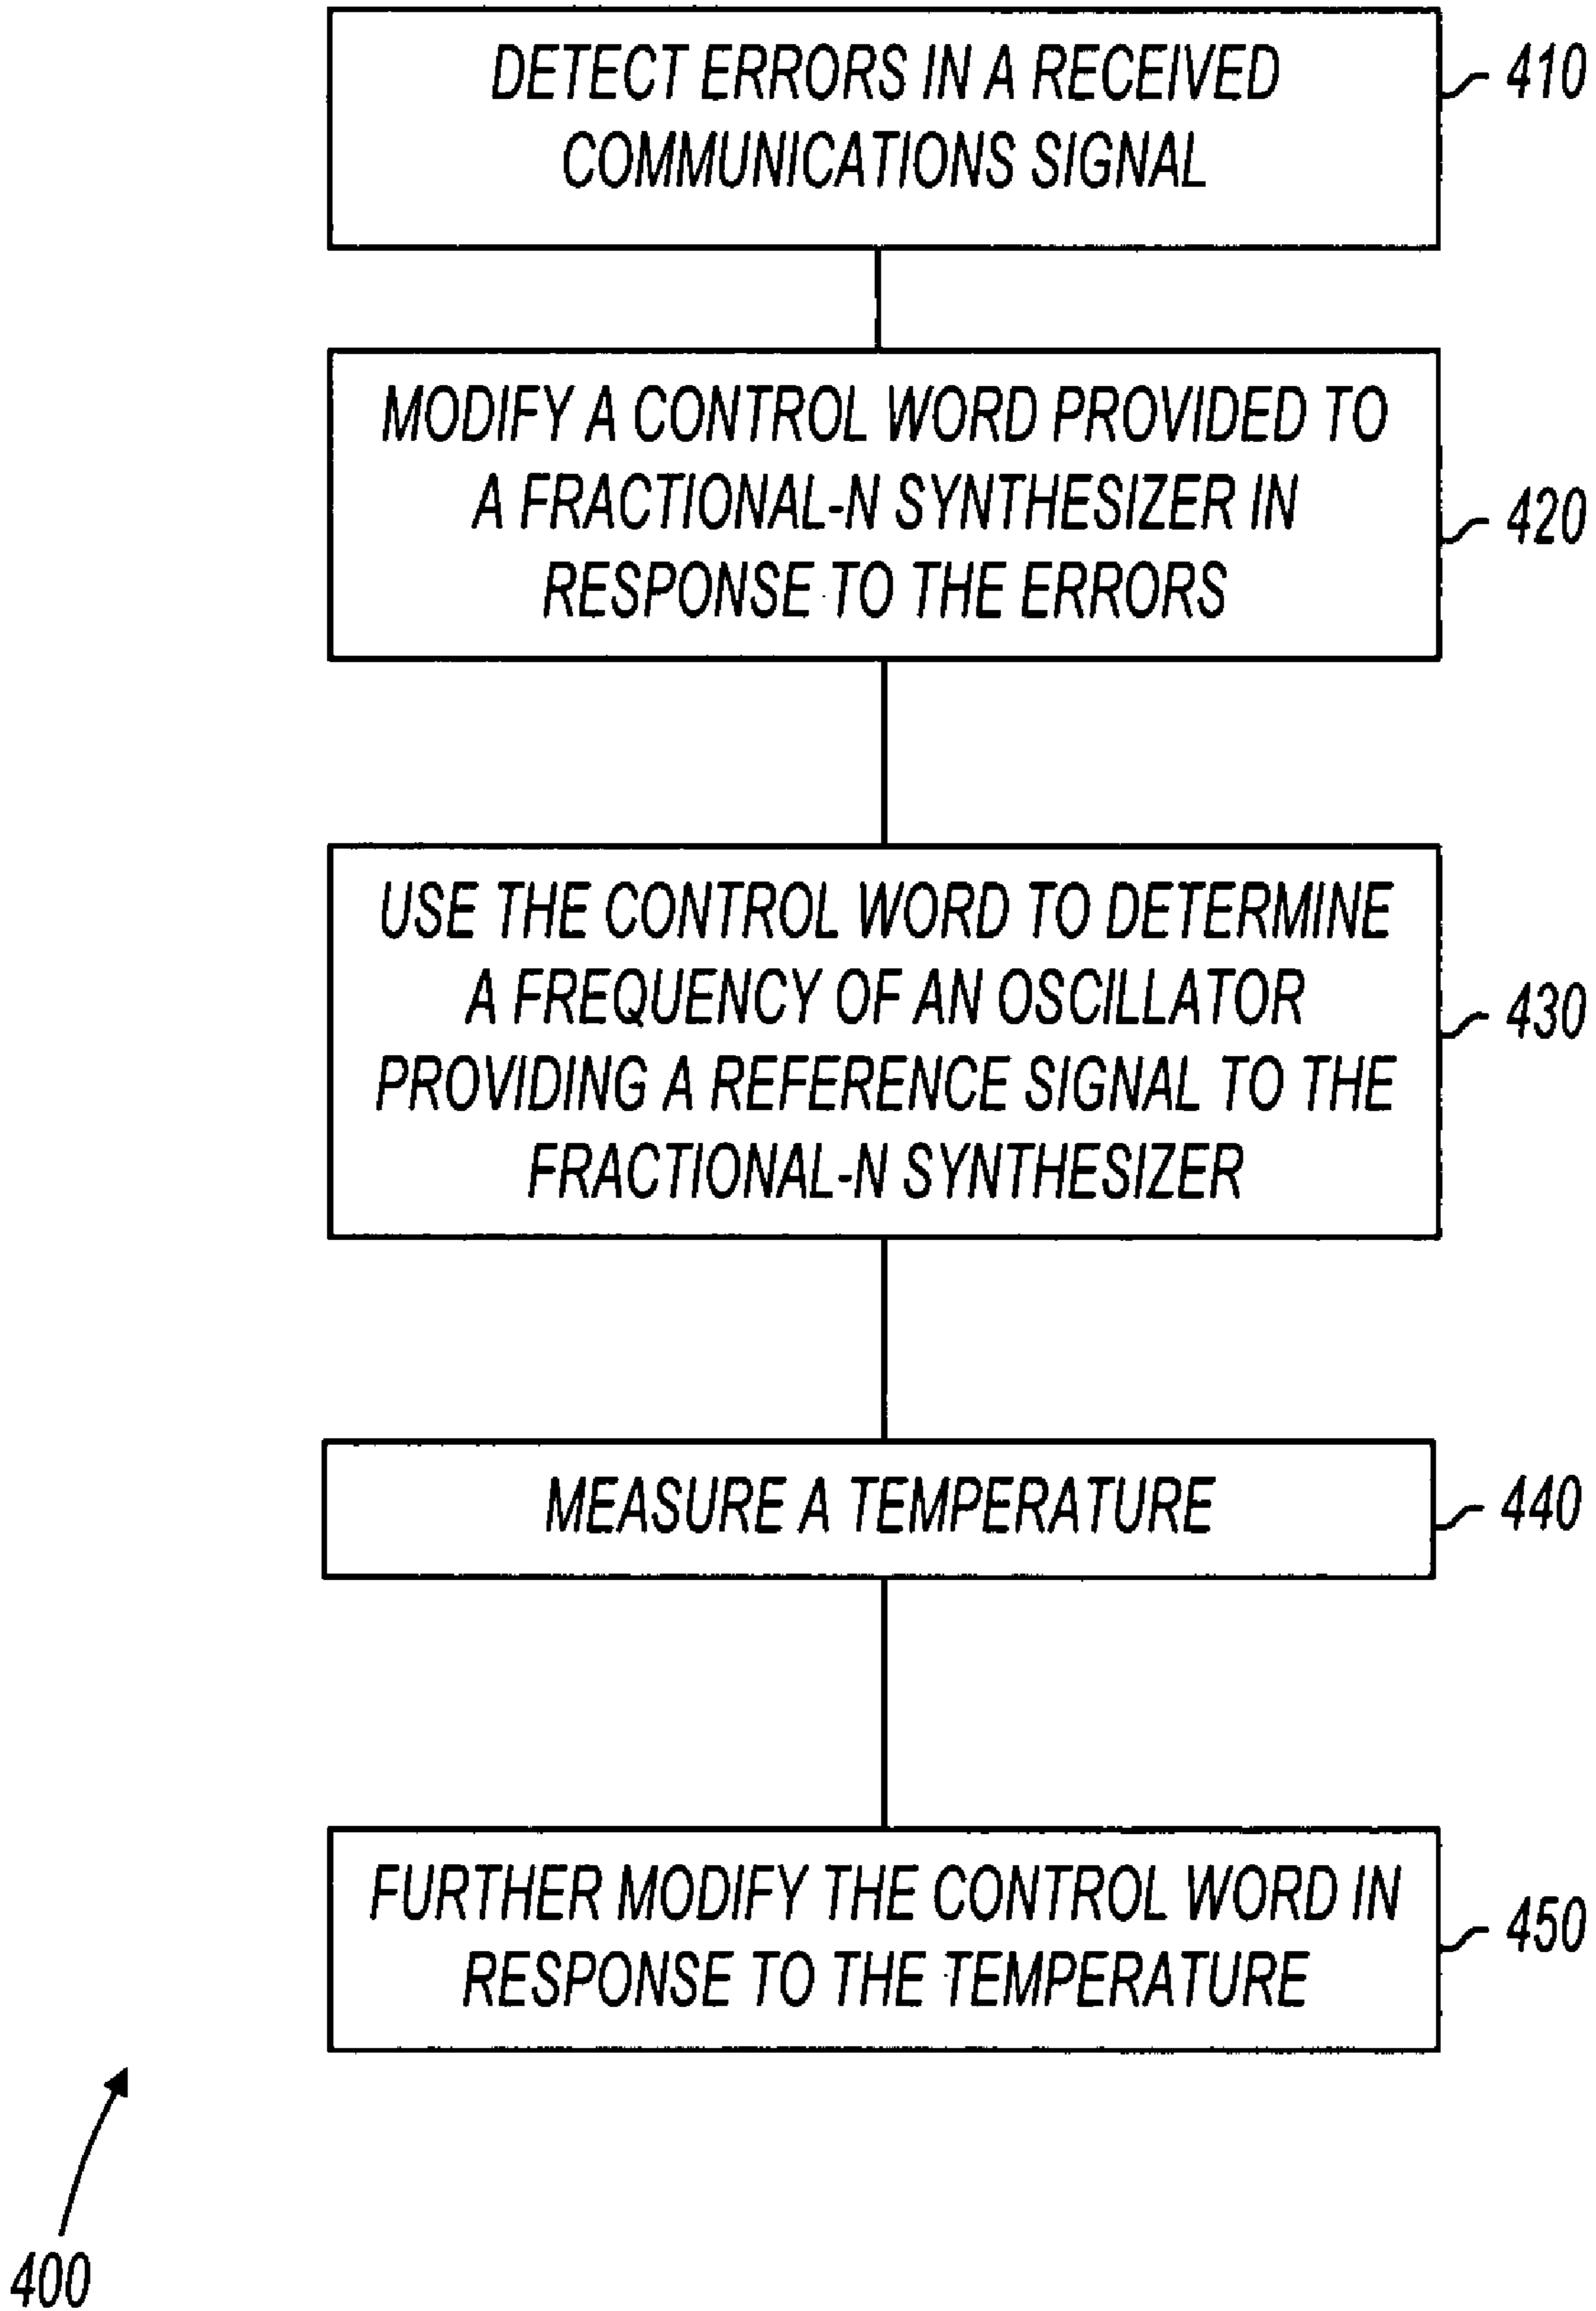 DETECT ERRORS IN A RECEIVED
COMMUNICATIONS SIGNAL
410
MODIFY A CONTROL WORD PROVIDED TO
A FRACTIONAL-N SYNTHESIZER IN
RESPONSE TO THE ERRORS
420
USE THE CONTROL WORD TO DETERMINE
A FREQUENCY OF AN OSCILLATOR
PROVIDING A REFERENCE SIGNAL TO THE
FRACTIONAL-N SYNTHESIZER
430
MEASURE A TEMPERATURE
440
FURTHER MODIFY THE CONTROL WORD IN
RESPONSE TO THE TEMPERATURE
450
400